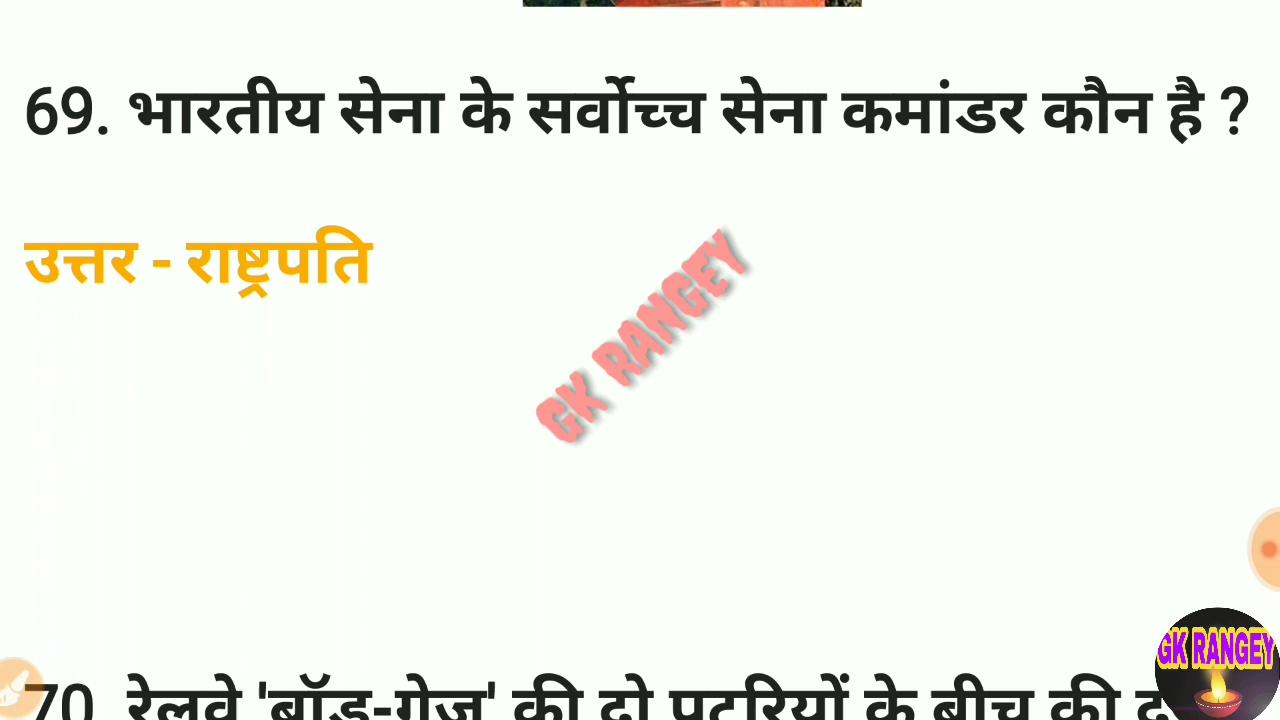 69. भारतीय सेना के सर्वोच्च सेना कमांडर कौन है ?
उत्तर - राष्ट्रपति
GK RANGEY
GK RANGEY
70. रेलवे 'बॉड-गेज' की दो पटरियों के बीच की